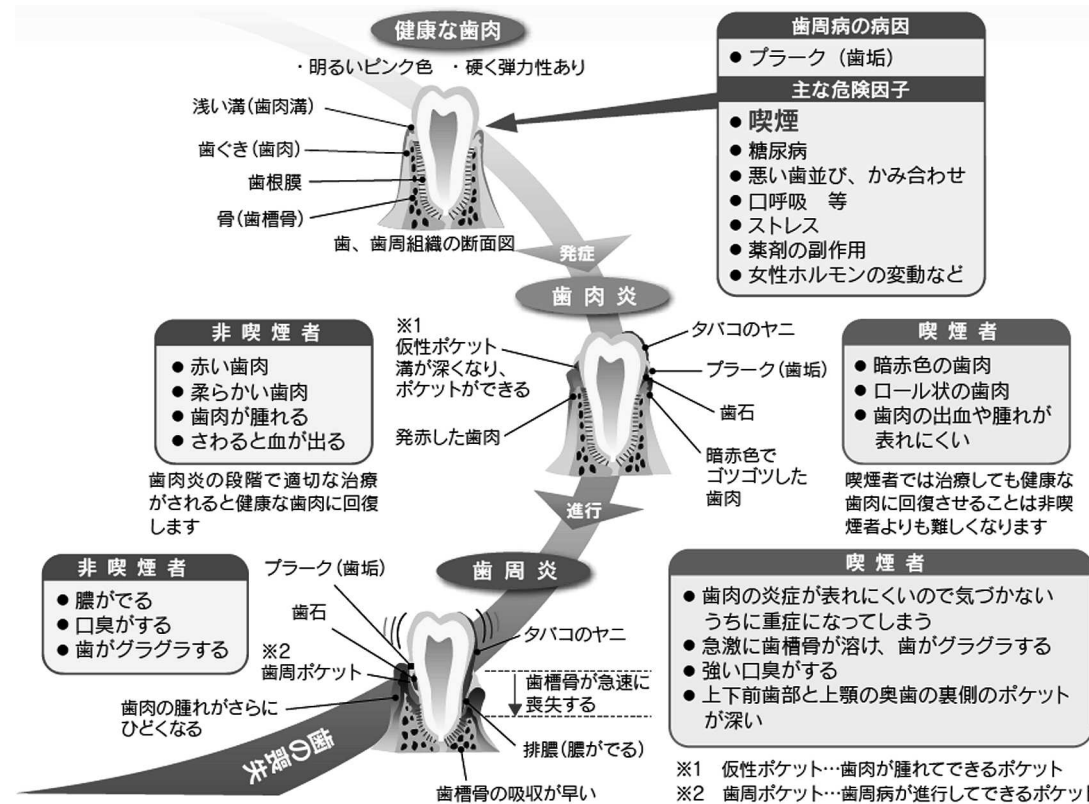 健康な歯肉
・明るいピンク色　・硬く弾力性あり
浅い溝(歯肉溝)
歯ぐき(歯肉)
歯根膜
骨(歯槽骨)
歯、歯周組織の断面図
歯周病の病因
● プラーク（歯垢）
主な危険因子
● 喫煙
● 糖尿病
● 悪い歯並び、かみ合わせ
● 口呼吸　等
● ストレス
● 薬剤の副作用
● 女性ホルモンの変動など
発症
歯肉炎
非喫煙者
● 赤い歯肉
● 柔らかい歯肉
● 歯肉が腫れる
● さわると血が出る
歯肉炎の段階で適切な治療
がされると健康な歯肉に回復
します
※1
仮性ポケット
溝が深くなり、
ポケットができる
発赤した歯肉
タバコのヤニ
プラーク(歯垢)
歯石
暗赤色で
ゴツゴツした
歯肉
喫煙者
● 暗赤色の歯肉
● ロール状の歯肉
● 歯肉の出血や腫れが
表れにくい
喫煙者では治療しても健康な
歯肉に回復させることは非喫
煙者よりも難しくなります
進行
歯周炎
非喫煙者
● 膿がでる
● 口臭がする
● 歯がグラグラする
プラーク(歯垢)
歯石
※2
歯周ポケット
歯肉の腫れがさらに
ひどくなる
タバコのヤニ
歯槽骨が急速に
喪失する
排膿(膿がでる)
歯槽骨の吸収が早い
喫煙者
● 歯肉の炎症が表れにくいので気づかない
うちに重症になってしまう
● 急激に歯槽骨が溶け、歯がグラグラする
● 強い口臭がする
● 上下前歯部と上顎の奥歯の裏側のポケット
が深い
歯の喪失
※1　仮性ポケット…歯肉が腫れてできるポケット
※2　歯周ポケット…歯周病が進行してできるポケット